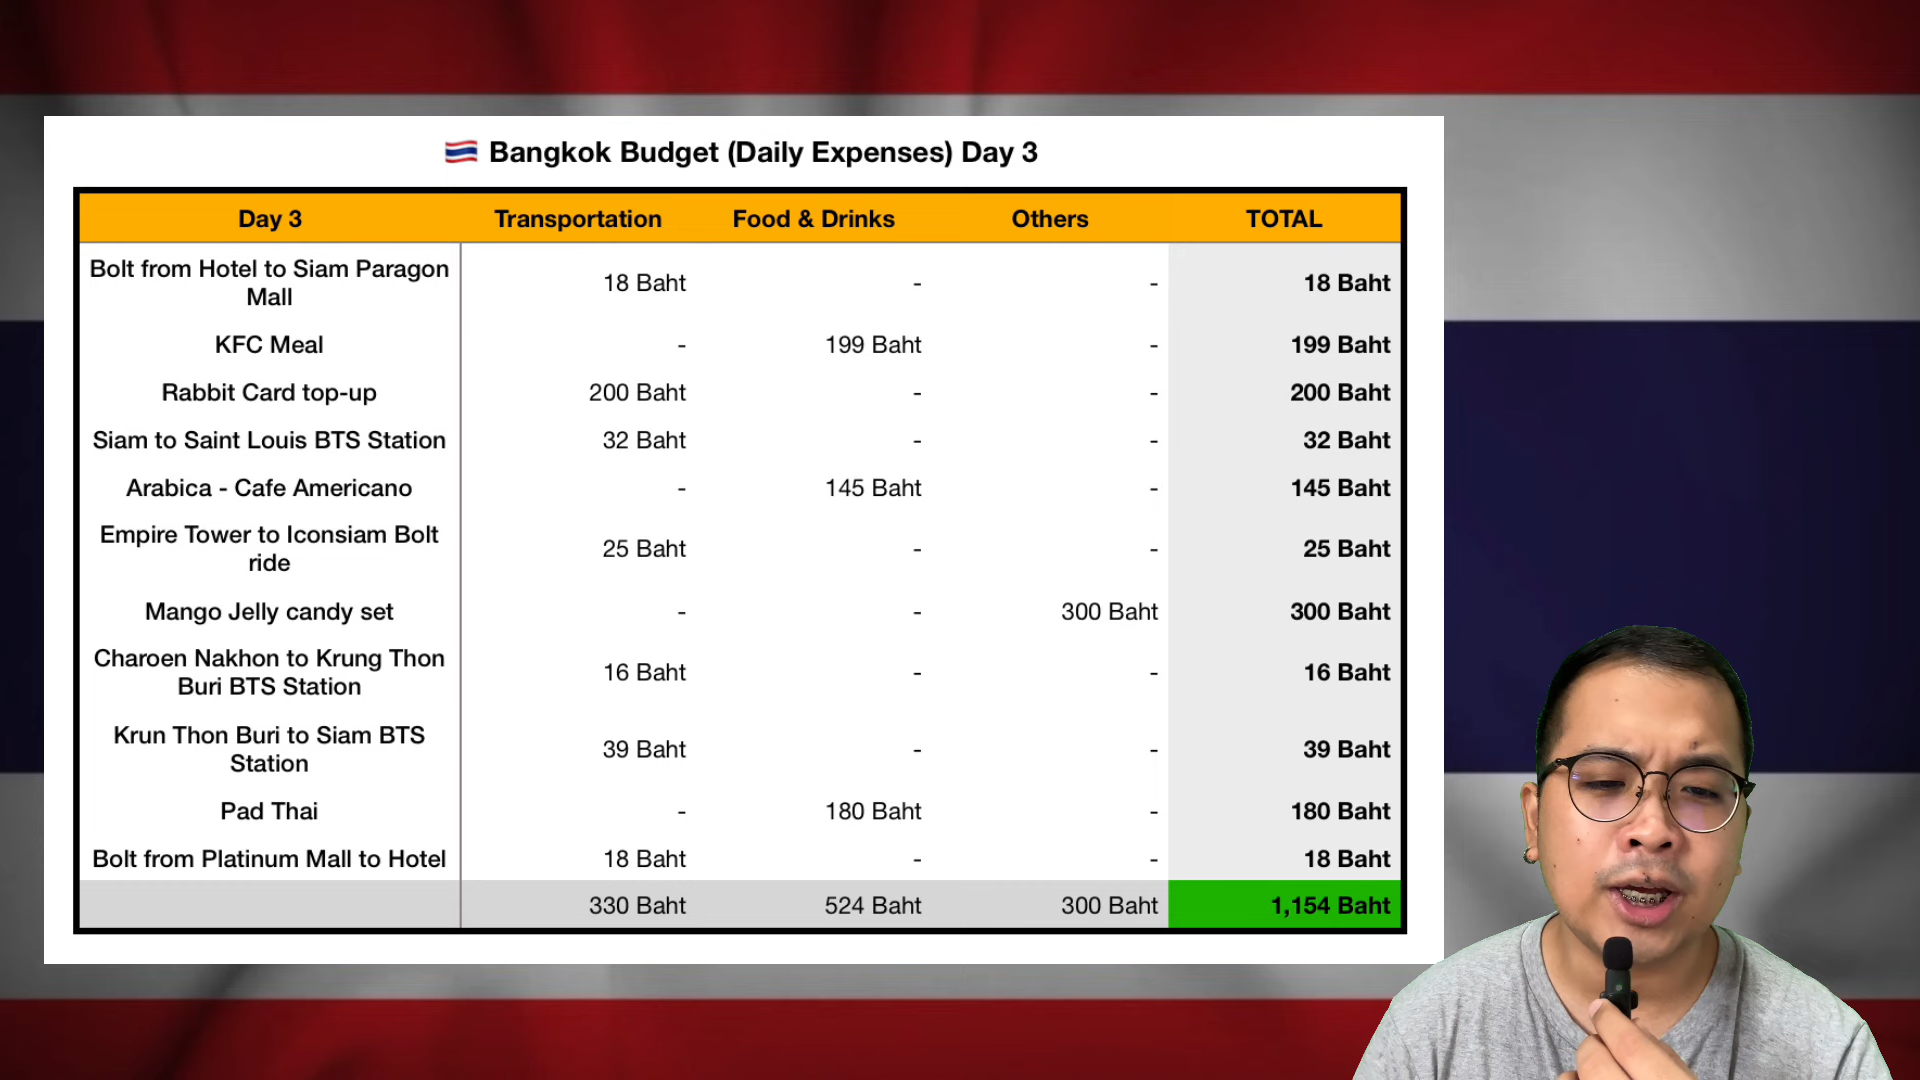 🇹🇭 Bangkok Budget (Daily Expenses) Day 3
Day 3 Transportation Food & Drinks Others TOTAL
Bolt from Hotel to Siam Paragon
Mall 18 Baht - - 18 Baht
KFC Meal - 199 Baht - 199 Baht
Rabbit Card top-up 200 Baht - - 200 Baht
Siam to Saint Louis BTS Station 32 Baht - - 32 Baht
Arabica - Cafe Americano - 145 Baht - 145 Baht
Empire Tower to Iconsiam Bolt
ride 25 Baht - - 25 Baht
Mango Jelly candy set - - 300 Baht 300 Baht
Charoen Nakhon to Krung Thon
Buri BTS Station 16 Baht - - 16 Baht
Krun Thon Buri to Siam BTS
Station 39 Baht - - 39 Baht
Pad Thai - 180 Baht - 180 Baht
Bolt from Platinum Mall to Hotel 18 Baht - - 18 Baht
330 Baht 524 Baht 300 Baht 1,154 Baht